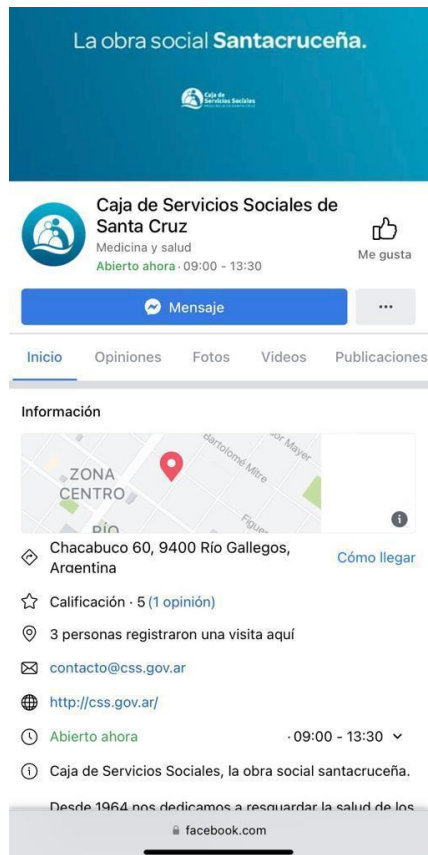 La obra social Santacruceña.
Caja de
Servicios Sociales
Caja de Servicios Sociales de
Santa Cruz
Medicina y salud
Abierto ahora · 09:00 - 13:30
Me gusta
Mensaje
Inicio Opiniones Fotos Videos Publicaciones
Información
Bartolomé Mitre
or Mayer
ZONA
CENTRO
RÍO
Figue
Chacabuco 60, 9400 Río Gallegos,
Argentina
Cómo llegar
Calificación · 5 (1 opinión)
3 personas registraron una visita aquí
contacto@css.gov.ar
http://css.gov.ar/
Abierto ahora · 09:00 - 13:30
Caja de Servicios Sociales, la obra social santacruceña.
Desde 1964 nos dedicamos a resguardar la salud de los
facebook.com